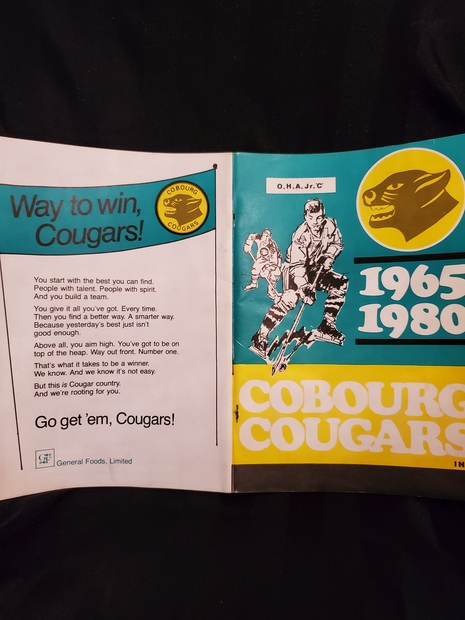 Way to win,
Cougars!
COBOURG
COUGARS
You start with the best you can find.
People with talent. People with spirit.
And you build a team.
You give it all you've got. Every time.
Then you find a better way. A smarter way.
Because yesterday's best just isn't
good enough.
Above all, you aim high. You've got to be on
top of the heap. Way out front. Number one.
That's what it takes to be a winner.
We know. And we know it's not easy.
But this is Cougar country.
And we're rooting for you.
Go get 'em, Cougars!
General Foods, Limited
O.H.A. Jr. 'C'
1965
1980
COBOURG
COUGARS
IN